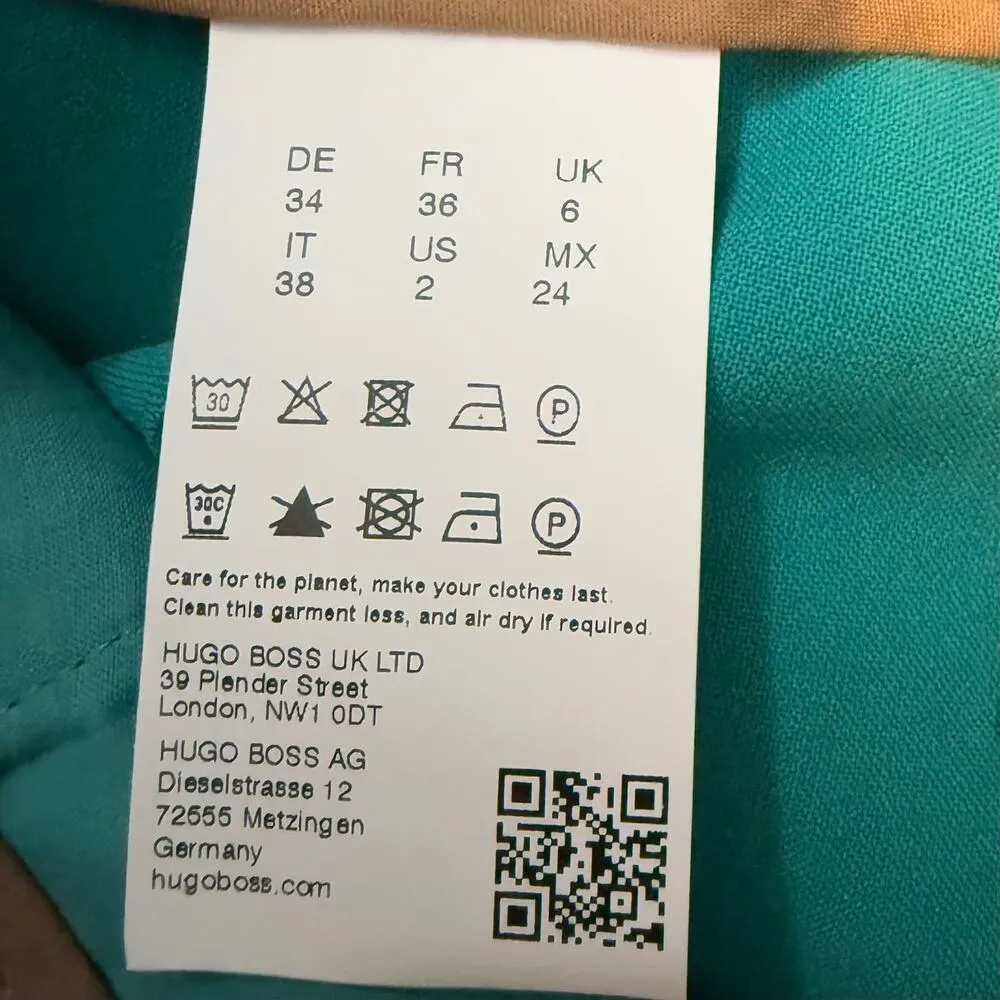 DE FR UK
34 36 6
IT US MX
38 2 24
30 P
30C P
Care for the planet, make your clothes last.
Clean this garment less, and air dry if required.
HUGO BOSS UK LTD
39 Plender Street
London, NW1 0DT
HUGO BOSS AG
Dieselstrasse 12
72555 Metzingen
Germany
hugoboss.com